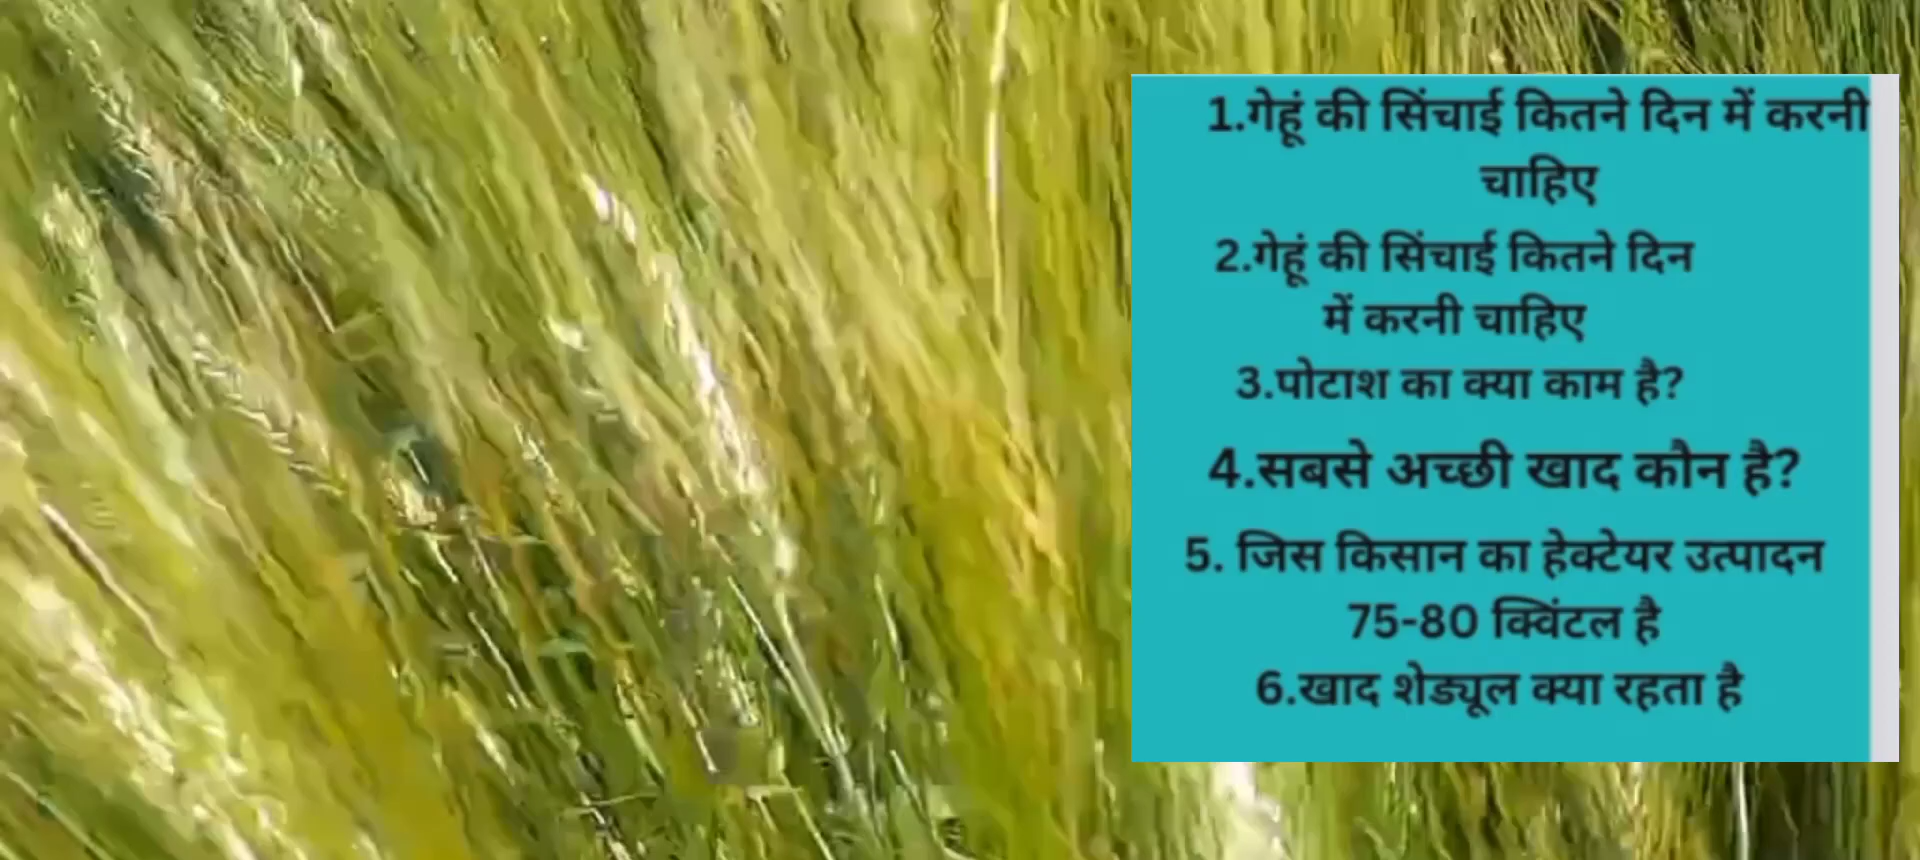 1.गेहूं की सिंचाई कितने दिन में करनी
चाहिए
2.गेहूं की सिंचाई कितने दिन
में करनी चाहिए
3.पोटाश का क्या काम है?
4.सबसे अच्छी खाद कौन है?
5. जिस किसान का हेक्टेयर उत्पादन
75-80 क्विंटल है
6.खाद शेड्यूल क्या रहता है